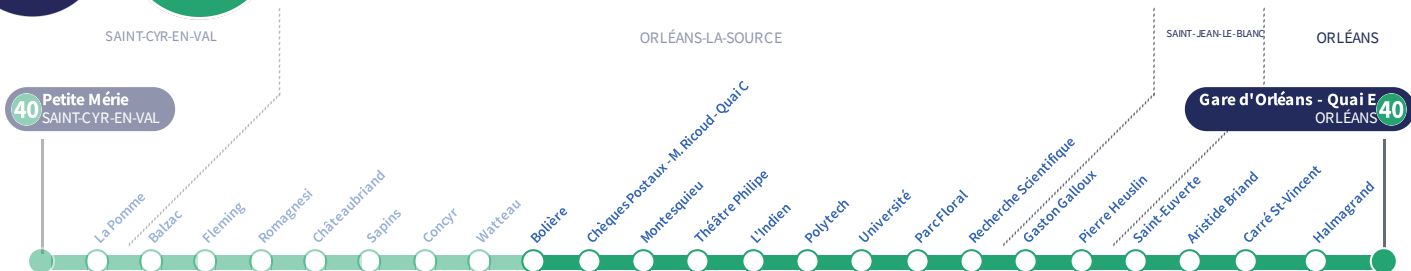 SAINT-CYR-EN-VAL
ORLÉANS-LA-SOURCE
SAINT-JEAN-LE-BLANC
ORLÉANS
40
Petite Mérie
SAINT-CYR-EN-VAL
Gare d'Orléans - Quai E
ORLÉANS
40
La Pomme
Balzac
Fleming
Romagnesi
Châteaubriand
Sapins
Concyr
Watteau
Bolière
Chèques Postaux - M. Ricoud - Quai C
Montesquieu
Théâtre Philipe
L'Indien
Polytech
Université
Parc Floral
Recherche Scientifique
Gaston Galloux
Pierre Heuslin
Saint-Euverte
Aristide Briand
Carré St-Vincent
Halmagrand